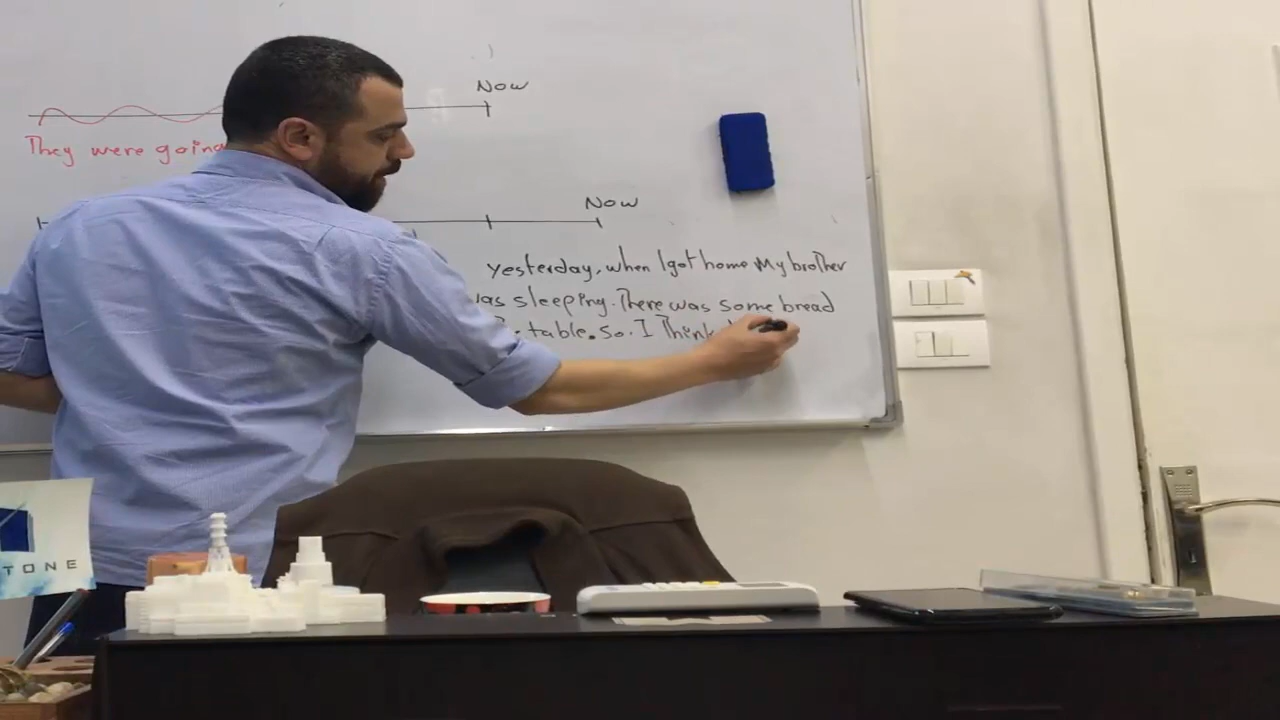 Now
They were going
Now
yesterday, when I got home My brother
was sleeping. There was some bread
table. so. I Think
TONE